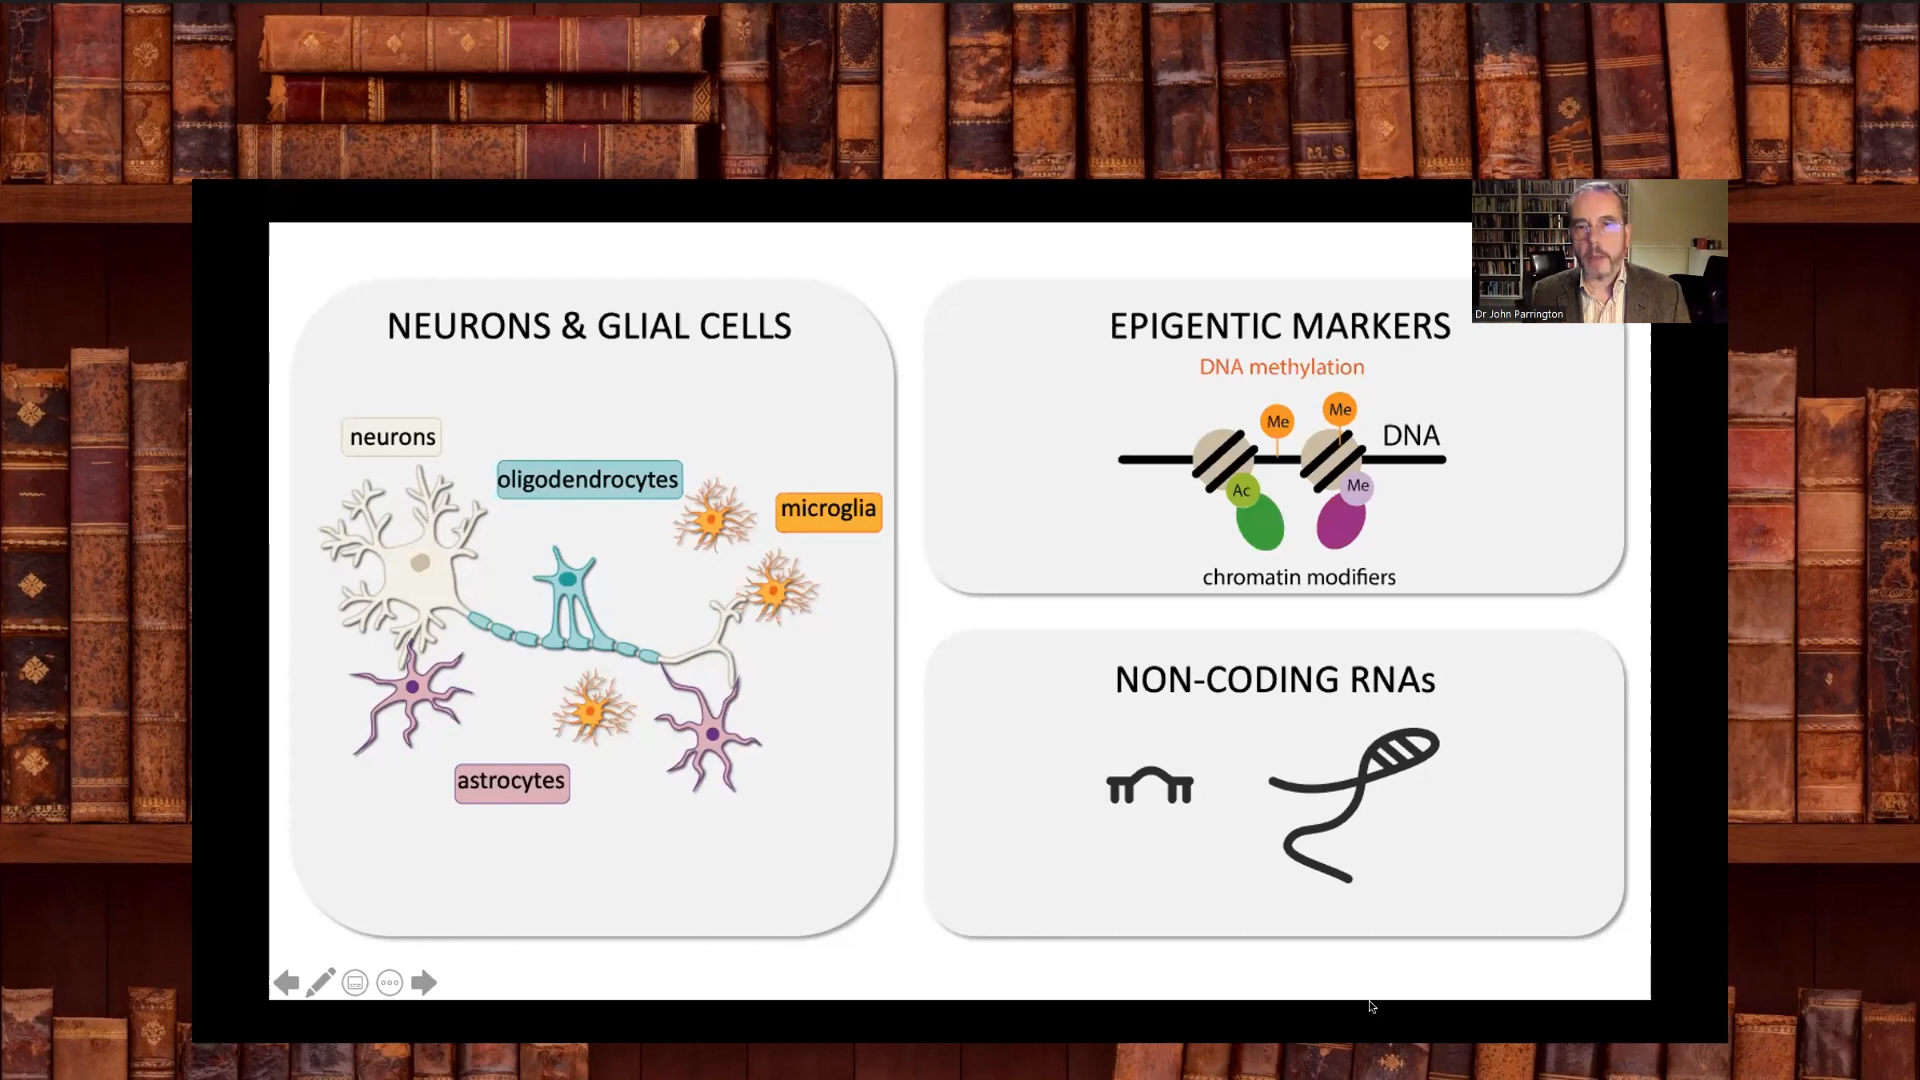 M. S.
Dr John Parrington
NEURONS & GLIAL CELLS
neurons
oligodendrocytes
microglia
astrocytes
EPIGENTIC MARKERS
DNA methylation
Me
Me
DNA
Ac
Me
chromatin modifiers
NON-CODING RNAs